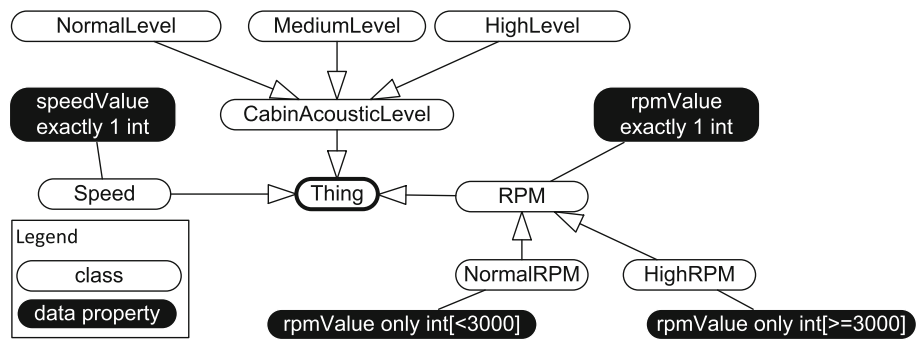 NormalLevel
MediumLevel
HighLevel
speedValue
exactly 1 int
CabinAcousticLevel
rpmValue
exactly 1 int
Speed
Thing
RPM
Legend
class
data property
NormalRPM
HighRPM
rpmValue only int[<3000]
rpmValue only int[>=3000]